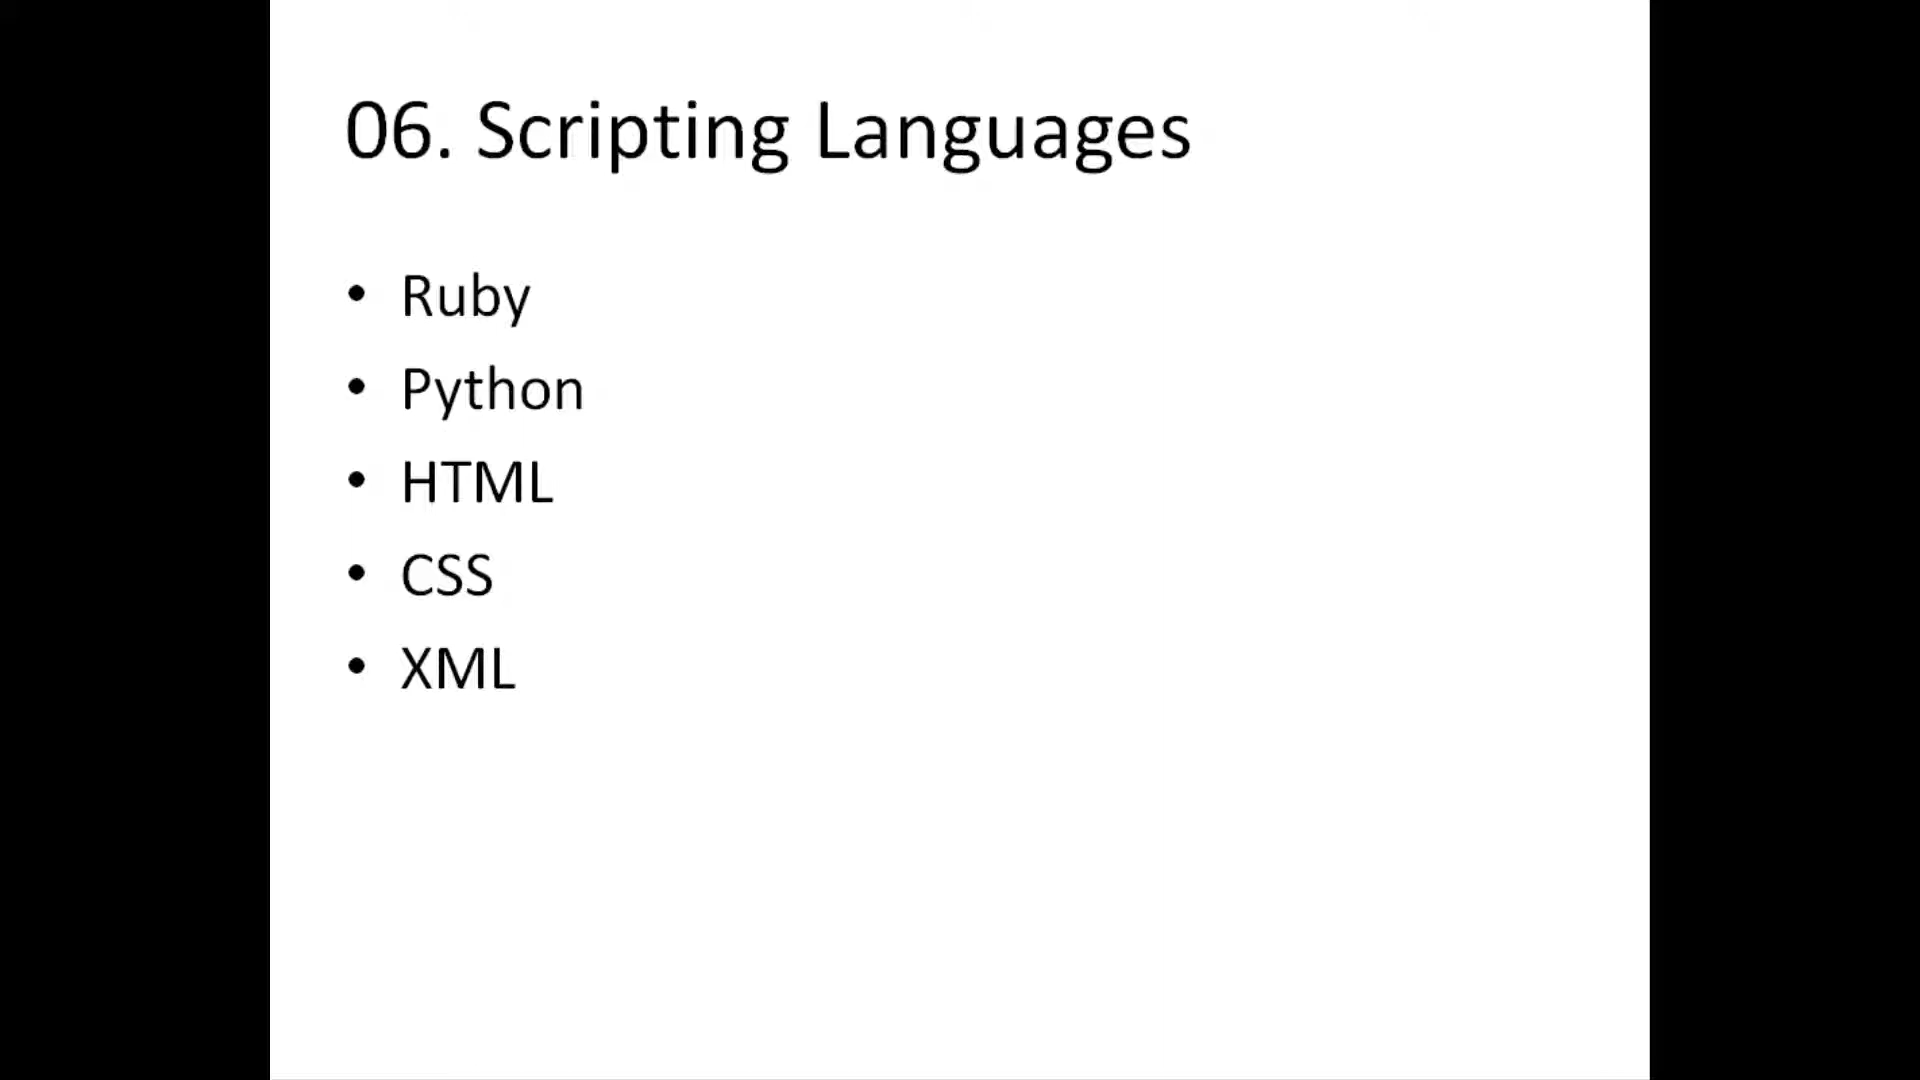 06. Scripting Languages
• Ruby
• Python
• HTML
• CSS
• XML